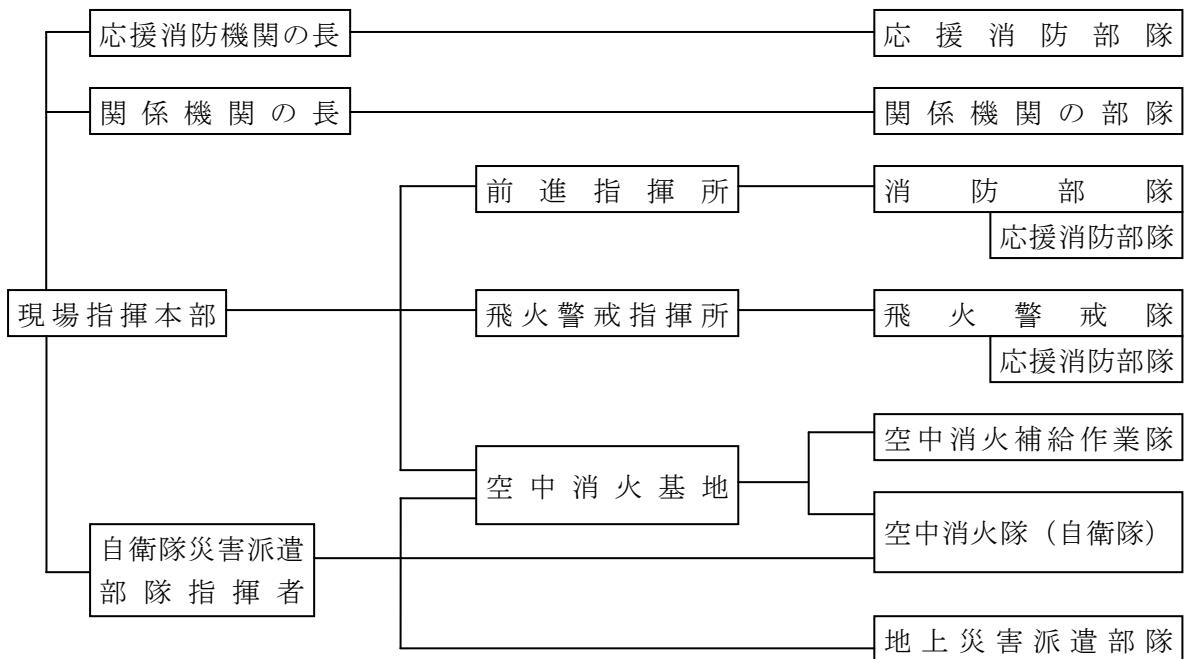 応援消防機関の長
応援消防部隊
関係機関の長
関係機関の部隊
前進指揮所
消防部隊
応援消防部隊
現場指揮本部
飛火警戒指揮所
飛火警戒隊
応援消防部隊
空中消火補給作業隊
空中消火基地
空中消火隊（自衛隊）
自衛隊災害派遣
部隊指揮者
地上災害派遣部隊